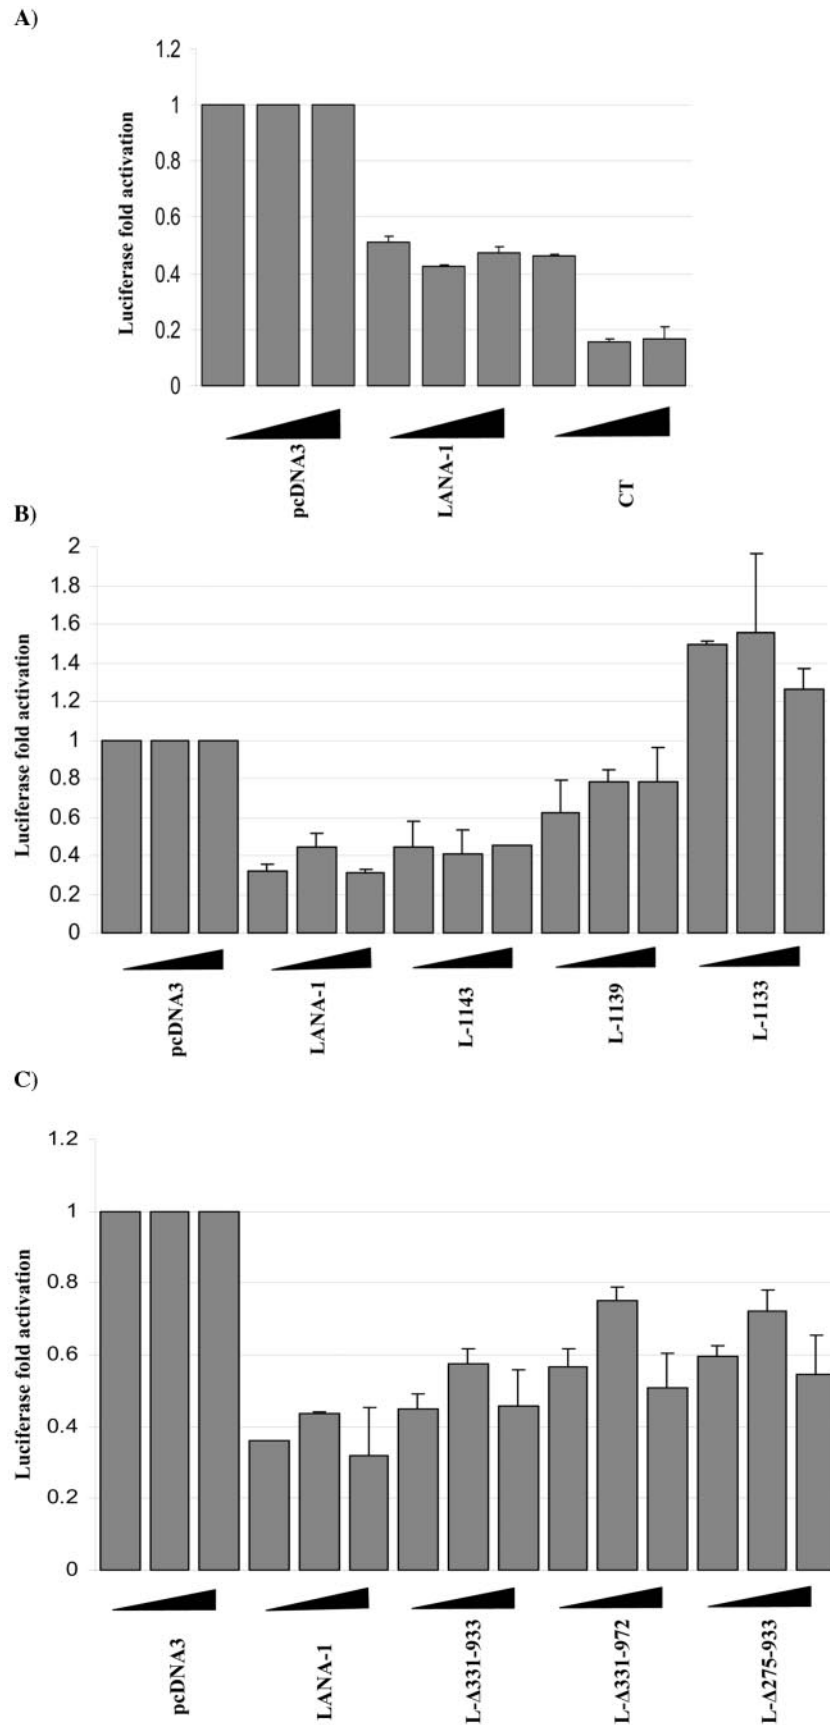 A)
Luciferase fold activation
1.2
1
0.8
0.6
0.4
0.2
0
pcDNA3
LANA-1
CT
B)
Luciferase fold activation
2
1.8
1.6
1.4
1.2
1
0.8
0.6
0.4
0.2
0
pcDNA3
LANA-1
L-1143
L-1139
L-1133
C)
Luciferase fold activation
1.2
1
0.8
0.6
0.4
0.2
0
pcDNA3
LANA-1
L-Δ331-933
L-Δ331-972
L-Δ275-933